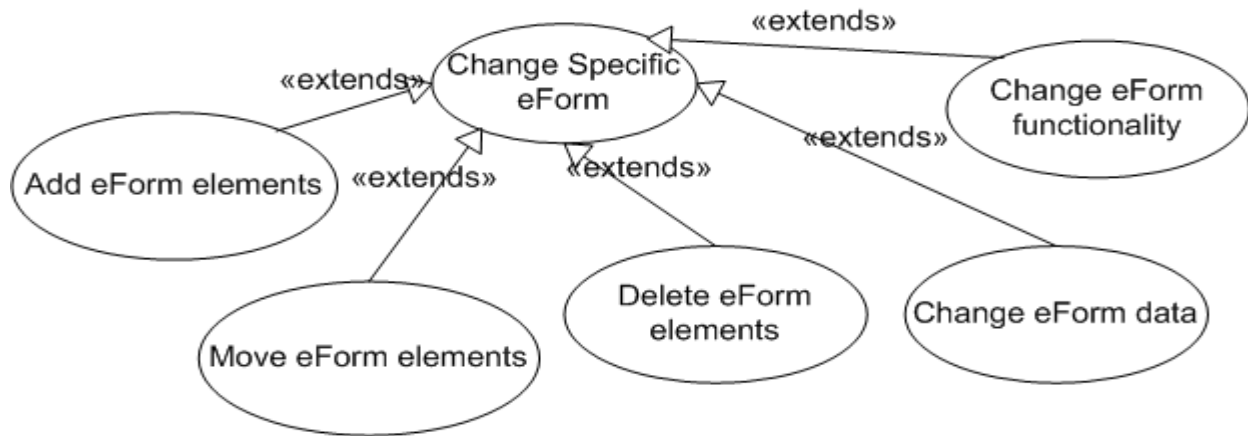 «extends»
Change Specific
eForm
«extends»
Change eForm
functionality
«extends»
Add eForm elements
«extends»
«extends»
Delete eForm
elements
Change eForm data
Move eForm elements
«extends»